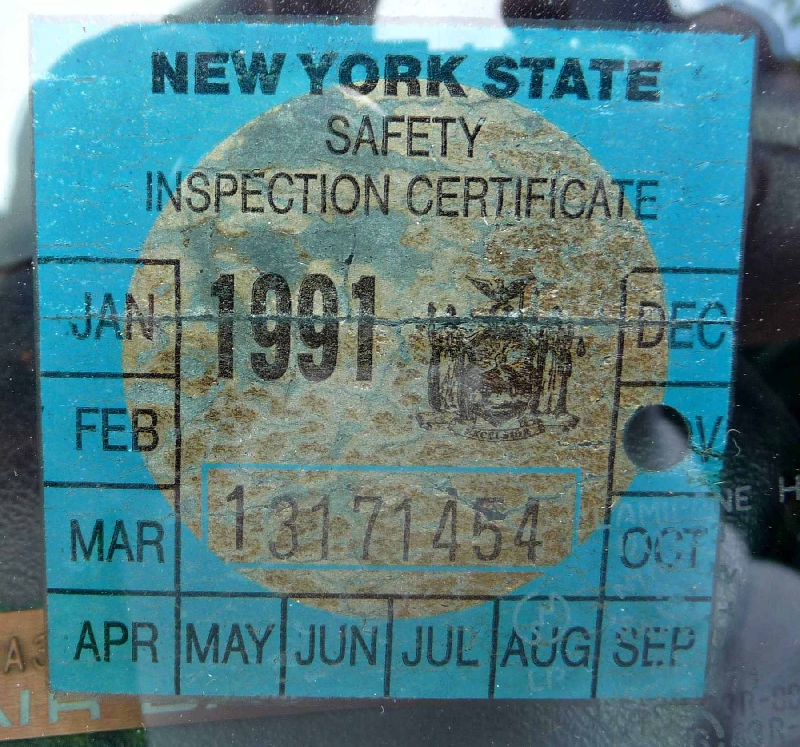 NEW YORK STATE
SAFETY
INSPECTION CERTIFICATE
JAN
1991
DEC
FEB
EXCELSIOR
13171454
MAR
OCT
APR MAY JUN JUL AUG SEP